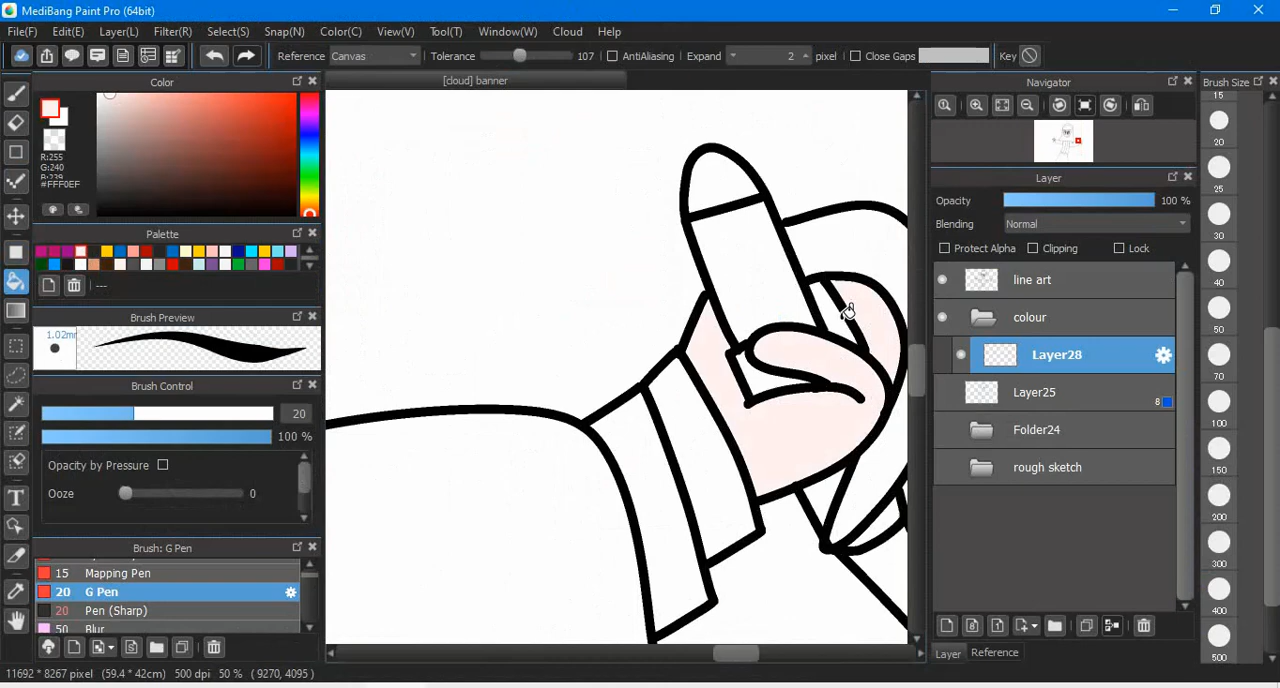 MediBang Paint Pro (64bit)
File(F) Edit(E) Layer(L) Filter(R) Select(S) Snap(N) Color(C) View(V) Tool(T) Window(W) Cloud Help
Reference Canvas Tolerance 107 AntiAliasing Expand 2 pixel Close Gaps Key
Color
[cloud] banner
Navigator
Brush Size
R:255
G:240
B:239
#FFF0EF
Palette
---
Brush Preview
1.02mm
Brush Control
20
100 %
Opacity by Pressure
Ooze 0
Brush: G Pen
15 Mapping Pen
20 G Pen
20 Pen (Sharp)
50 Blur
Layer
Opacity 100 %
Blending Normal
Protect Alpha Clipping Lock
line art
colour
Layer28
Layer25
8
Folder24
rough sketch
Layer Reference
15
20
25
30
40
50
70
100
150
200
300
400
500
11692 * 8267 pixel (59.4 * 42cm) 500 dpi 50 % ( 9270, 4095 )